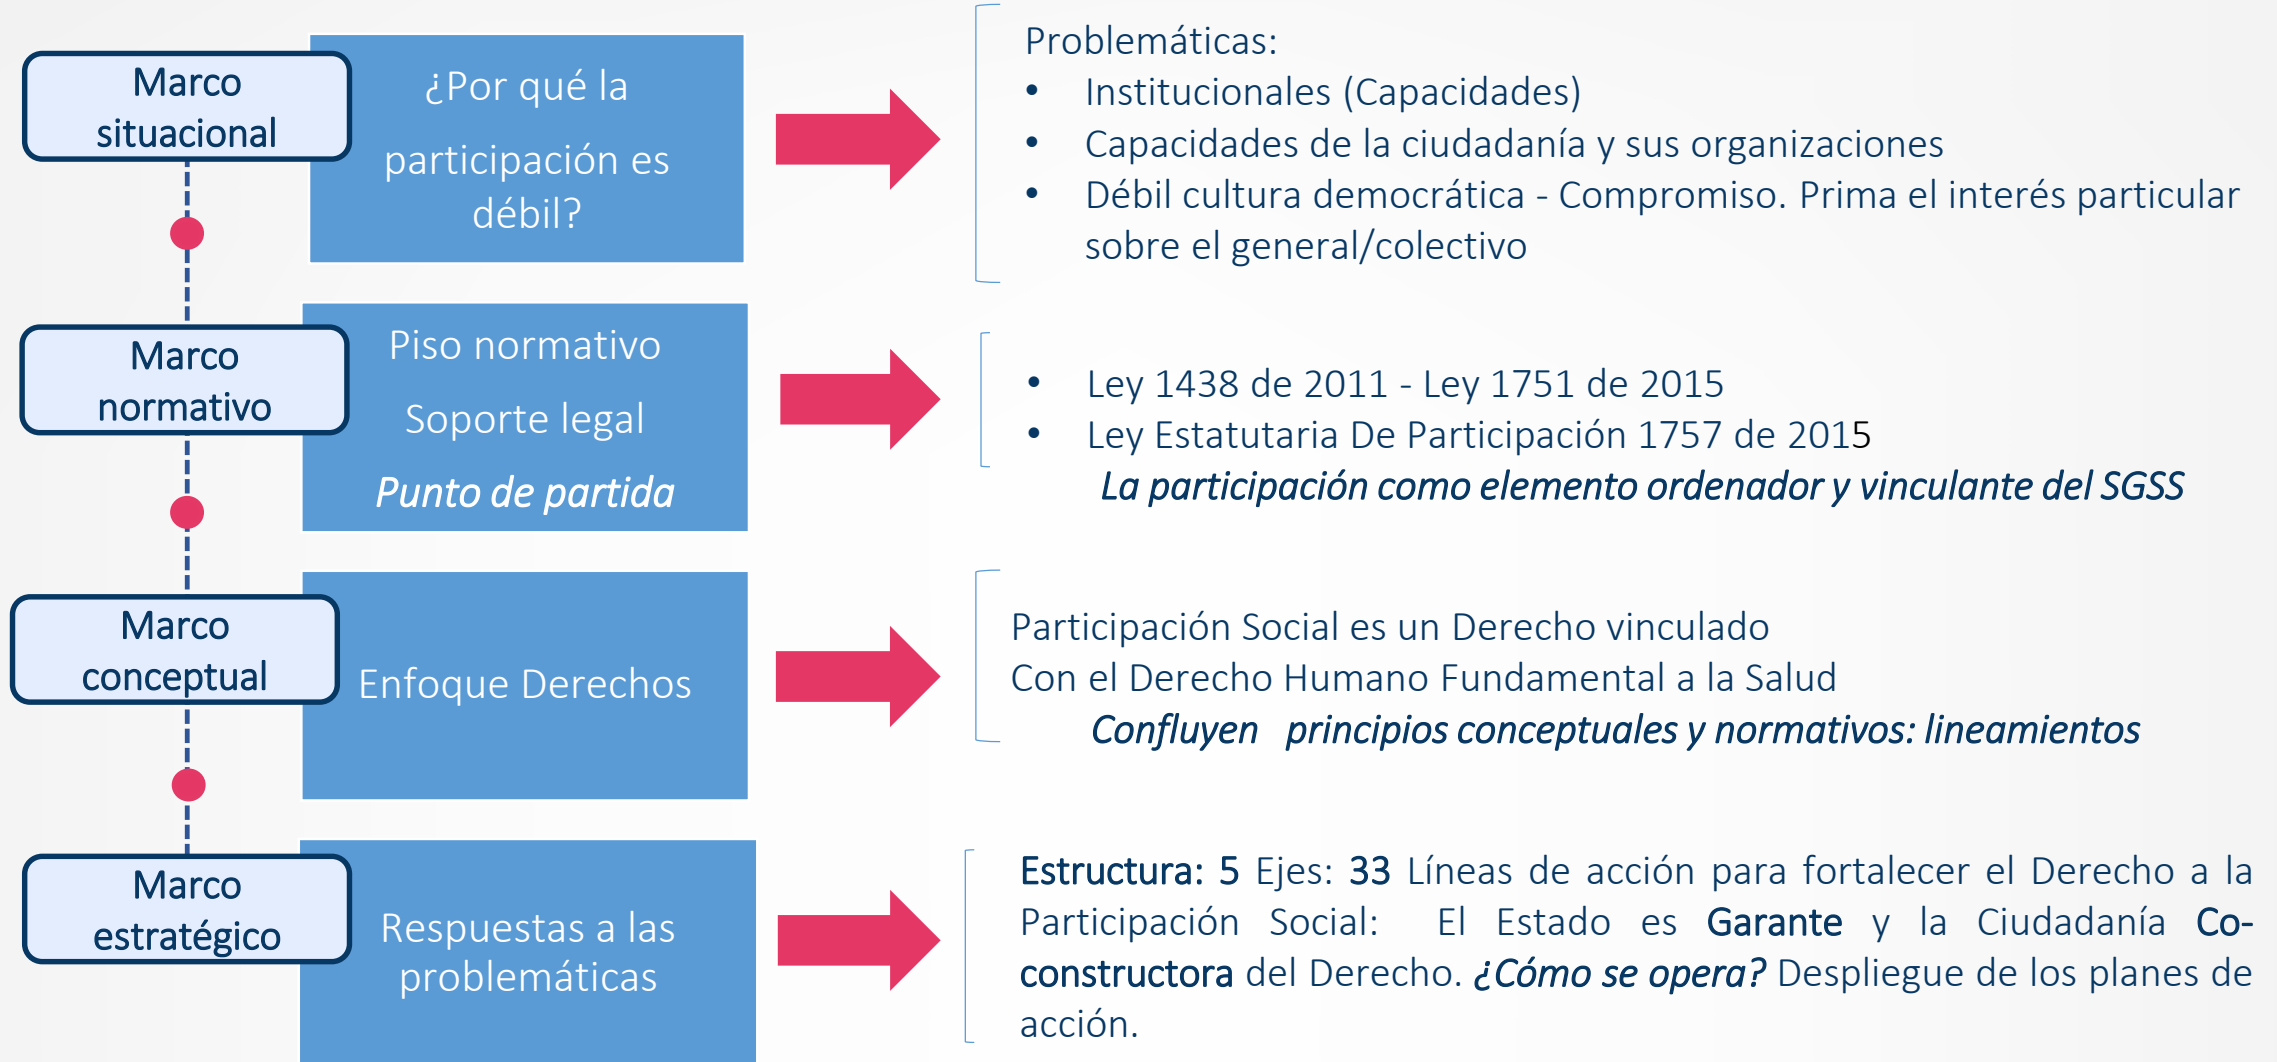 Marco
situacional
¿Por qué la
participación es
débil?
Problemáticas:
• Institucionales (Capacidades)
• Capacidades de la ciudadanía y sus organizaciones
• Débil cultura democrática - Compromiso. Prima el interés particular
sobre el general/colectivo
Marco
normativo
Piso normativo
Soporte legal
Punto de partida
• Ley 1438 de 2011 - Ley 1751 de 2015
• Ley Estatutaria De Participación 1757 de 2015
La participación como elemento ordenador y vinculante del SGSS
Marco
conceptual
Enfoque Derechos
Participación Social es un Derecho vinculado
Con el Derecho Humano Fundamental a la Salud
Confluyen principios conceptuales y normativos: lineamientos
Marco
estratégico
Respuestas a las
problemáticas
Estructura: 5 Ejes: 33 Líneas de acción para fortalecer el Derecho a la
Participación Social: El Estado es Garante y la Ciudadanía Co-
constructora del Derecho. ¿Cómo se opera? Despliegue de los planes de
acción.